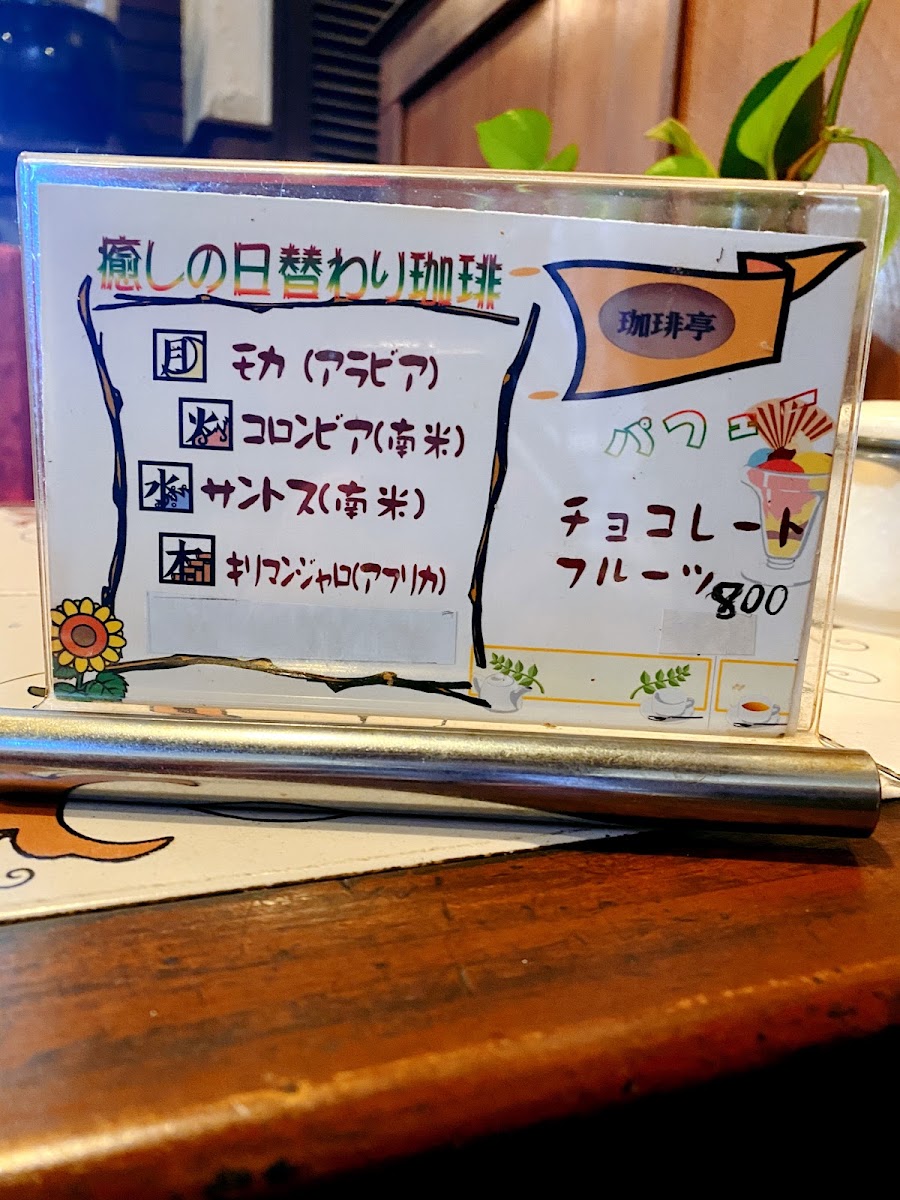 癒しの日替わり珈琲
月 モカ (アラビア)
火 コロンビア(南米)
水 サントス(南米)
木 キリマンジャロ(アフリカ)
珈琲亭
パフェ
チョコレート
フルーツ
800